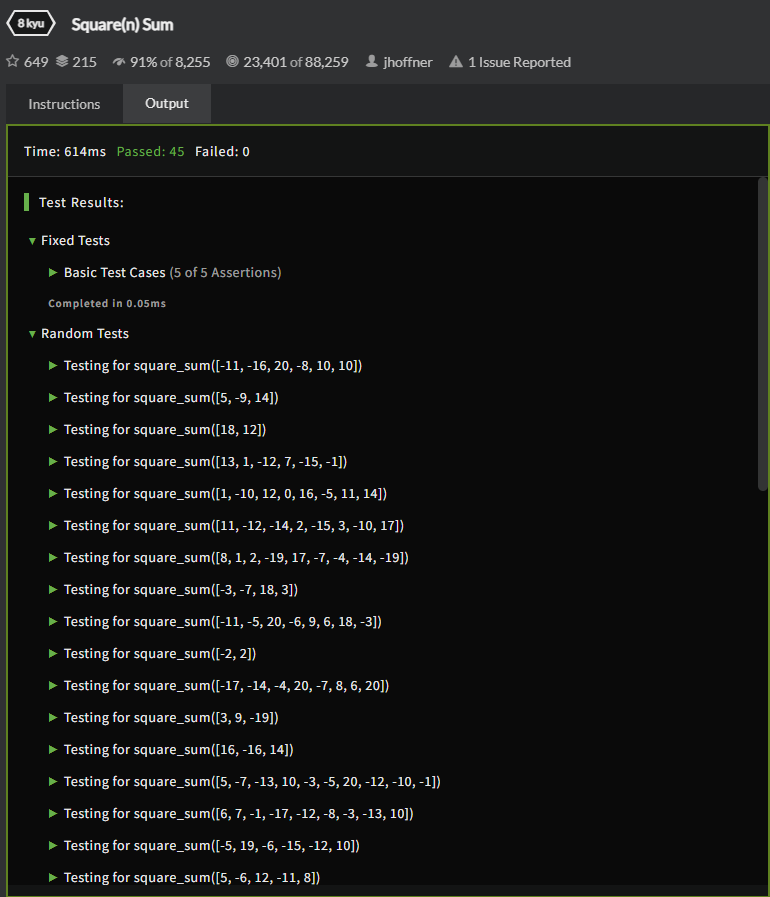 8 kyu Square(n) Sum
649 215 91% of 8,255 23,401 of 88,259 jhoffner 1 Issue Reported
Instructions Output
Time: 614ms Passed: 45 Failed: 0
Test Results:
Fixed Tests
Basic Test Cases (5 of 5 Assertions)
Completed in 0.05ms
Random Tests
Testing for square_sum([-11, -16, 20, -8, 10, 10])
Testing for square_sum([5, -9, 14])
Testing for square_sum([18, 12])
Testing for square_sum([13, 1, -12, 7, -15, -1])
Testing for square_sum([1, -10, 12, 0, 16, -5, 11, 14])
Testing for square_sum([11, -12, -14, 2, -15, 3, -10, 17])
Testing for square_sum([8, 1, 2, -19, 17, -7, -4, -14, -19])
Testing for square_sum([-3, -7, 18, 3])
Testing for square_sum([-11, -5, 20, -6, 9, 6, 18, -3])
Testing for square_sum([-2, 2])
Testing for square_sum([-17, -14, -4, 20, -7, 8, 6, 20])
Testing for square_sum([3, 9, -19])
Testing for square_sum([16, -16, 14])
Testing for square_sum([5, -7, -13, 10, -3, -5, 20, -12, -10, -1])
Testing for square_sum([6, 7, -1, -17, -12, -8, -3, -13, 10])
Testing for square_sum([-5, 19, -6, -15, -12, 10])
Testing for square_sum([5, -6, 12, -11, 8])